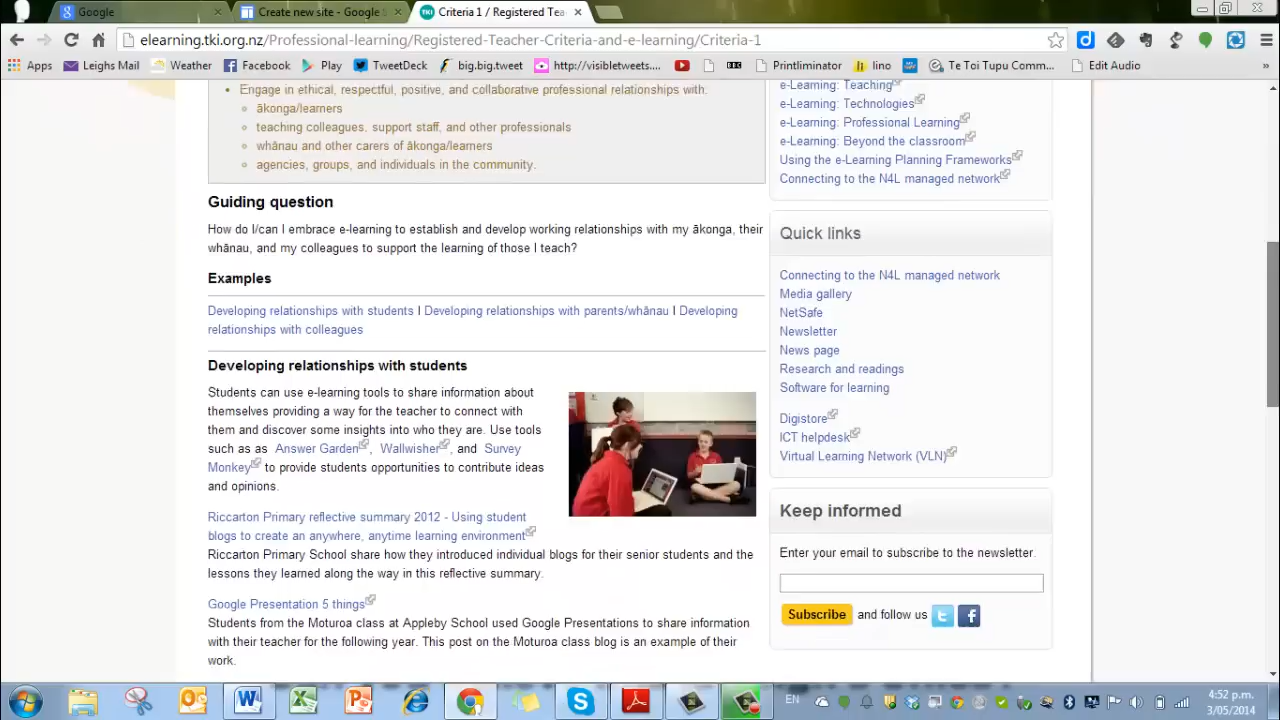 Google
Create new site - Google S
Criteria 1 / Registered Tea
elearning.tki.org.nz/Professional-learning/Registered-Teacher-Criteria-and-e-learning/Criteria-1
Apps
Leighs Mail
Weather
Facebook
Play
TweetDeck
big.big.tweet
http://visibletweets....
BBC
Printliminator
lino
Te Toi Tupu Comm...
Edit Audio
»
Engage in ethical, respectful, positive, and collaborative professional relationships with:
ākonga/learners
teaching colleagues, support staff, and other professionals
whānau and other carers of ākonga/learners
agencies, groups, and individuals in the community.
Guiding question
How do I/can I embrace e-learning to establish and develop working relationships with my ākonga, their
whānau, and my colleagues to support the learning of those I teach?
Examples
Developing relationships with students | Developing relationships with parents/whānau | Developing
relationships with colleagues
Developing relationships with students
Students can use e-learning tools to share information about
themselves providing a way for the teacher to connect with
them and discover some insights into who they are. Use tools
such as as Answer Garden, Wallwisher, and Survey
Monkey to provide students opportunities to contribute ideas
and opinions.
Riccarton Primary reflective summary 2012 - Using student
blogs to create an anywhere, anytime learning environment
Riccarton Primary School share how they introduced individual blogs for their senior students and the
lessons they learned along the way in this reflective summary.
Google Presentation 5 things
Students from the Moturoa class at Appleby School used Google Presentations to share information
with their teacher for the following year. This post on the Moturoa class blog is an example of their
work.
e-Learning: Teaching
e-Learning: Technologies
e-Learning: Professional Learning
e-Learning: Beyond the classroom
Using the e-Learning Planning Frameworks
Connecting to the N4L managed network
Quick links
Connecting to the N4L managed network
Media gallery
NetSafe
Newsletter
News page
Research and readings
Software for learning
Digistore
ICT helpdesk
Virtual Learning Network (VLN)
Keep informed
Enter your email to subscribe to the newsletter.
Subscribe and follow us
EN
4:52 p.m.
3/05/2014